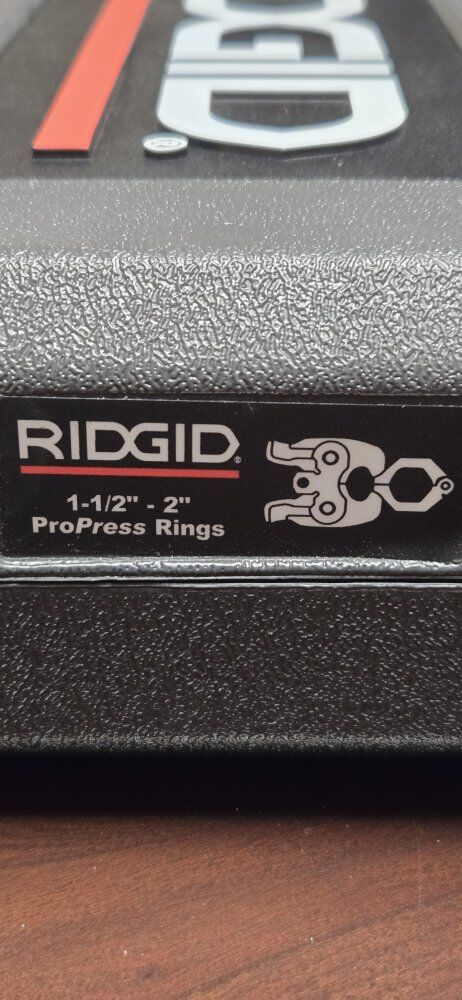 RIDGID®
1-1/2" - 2"
ProPress Rings